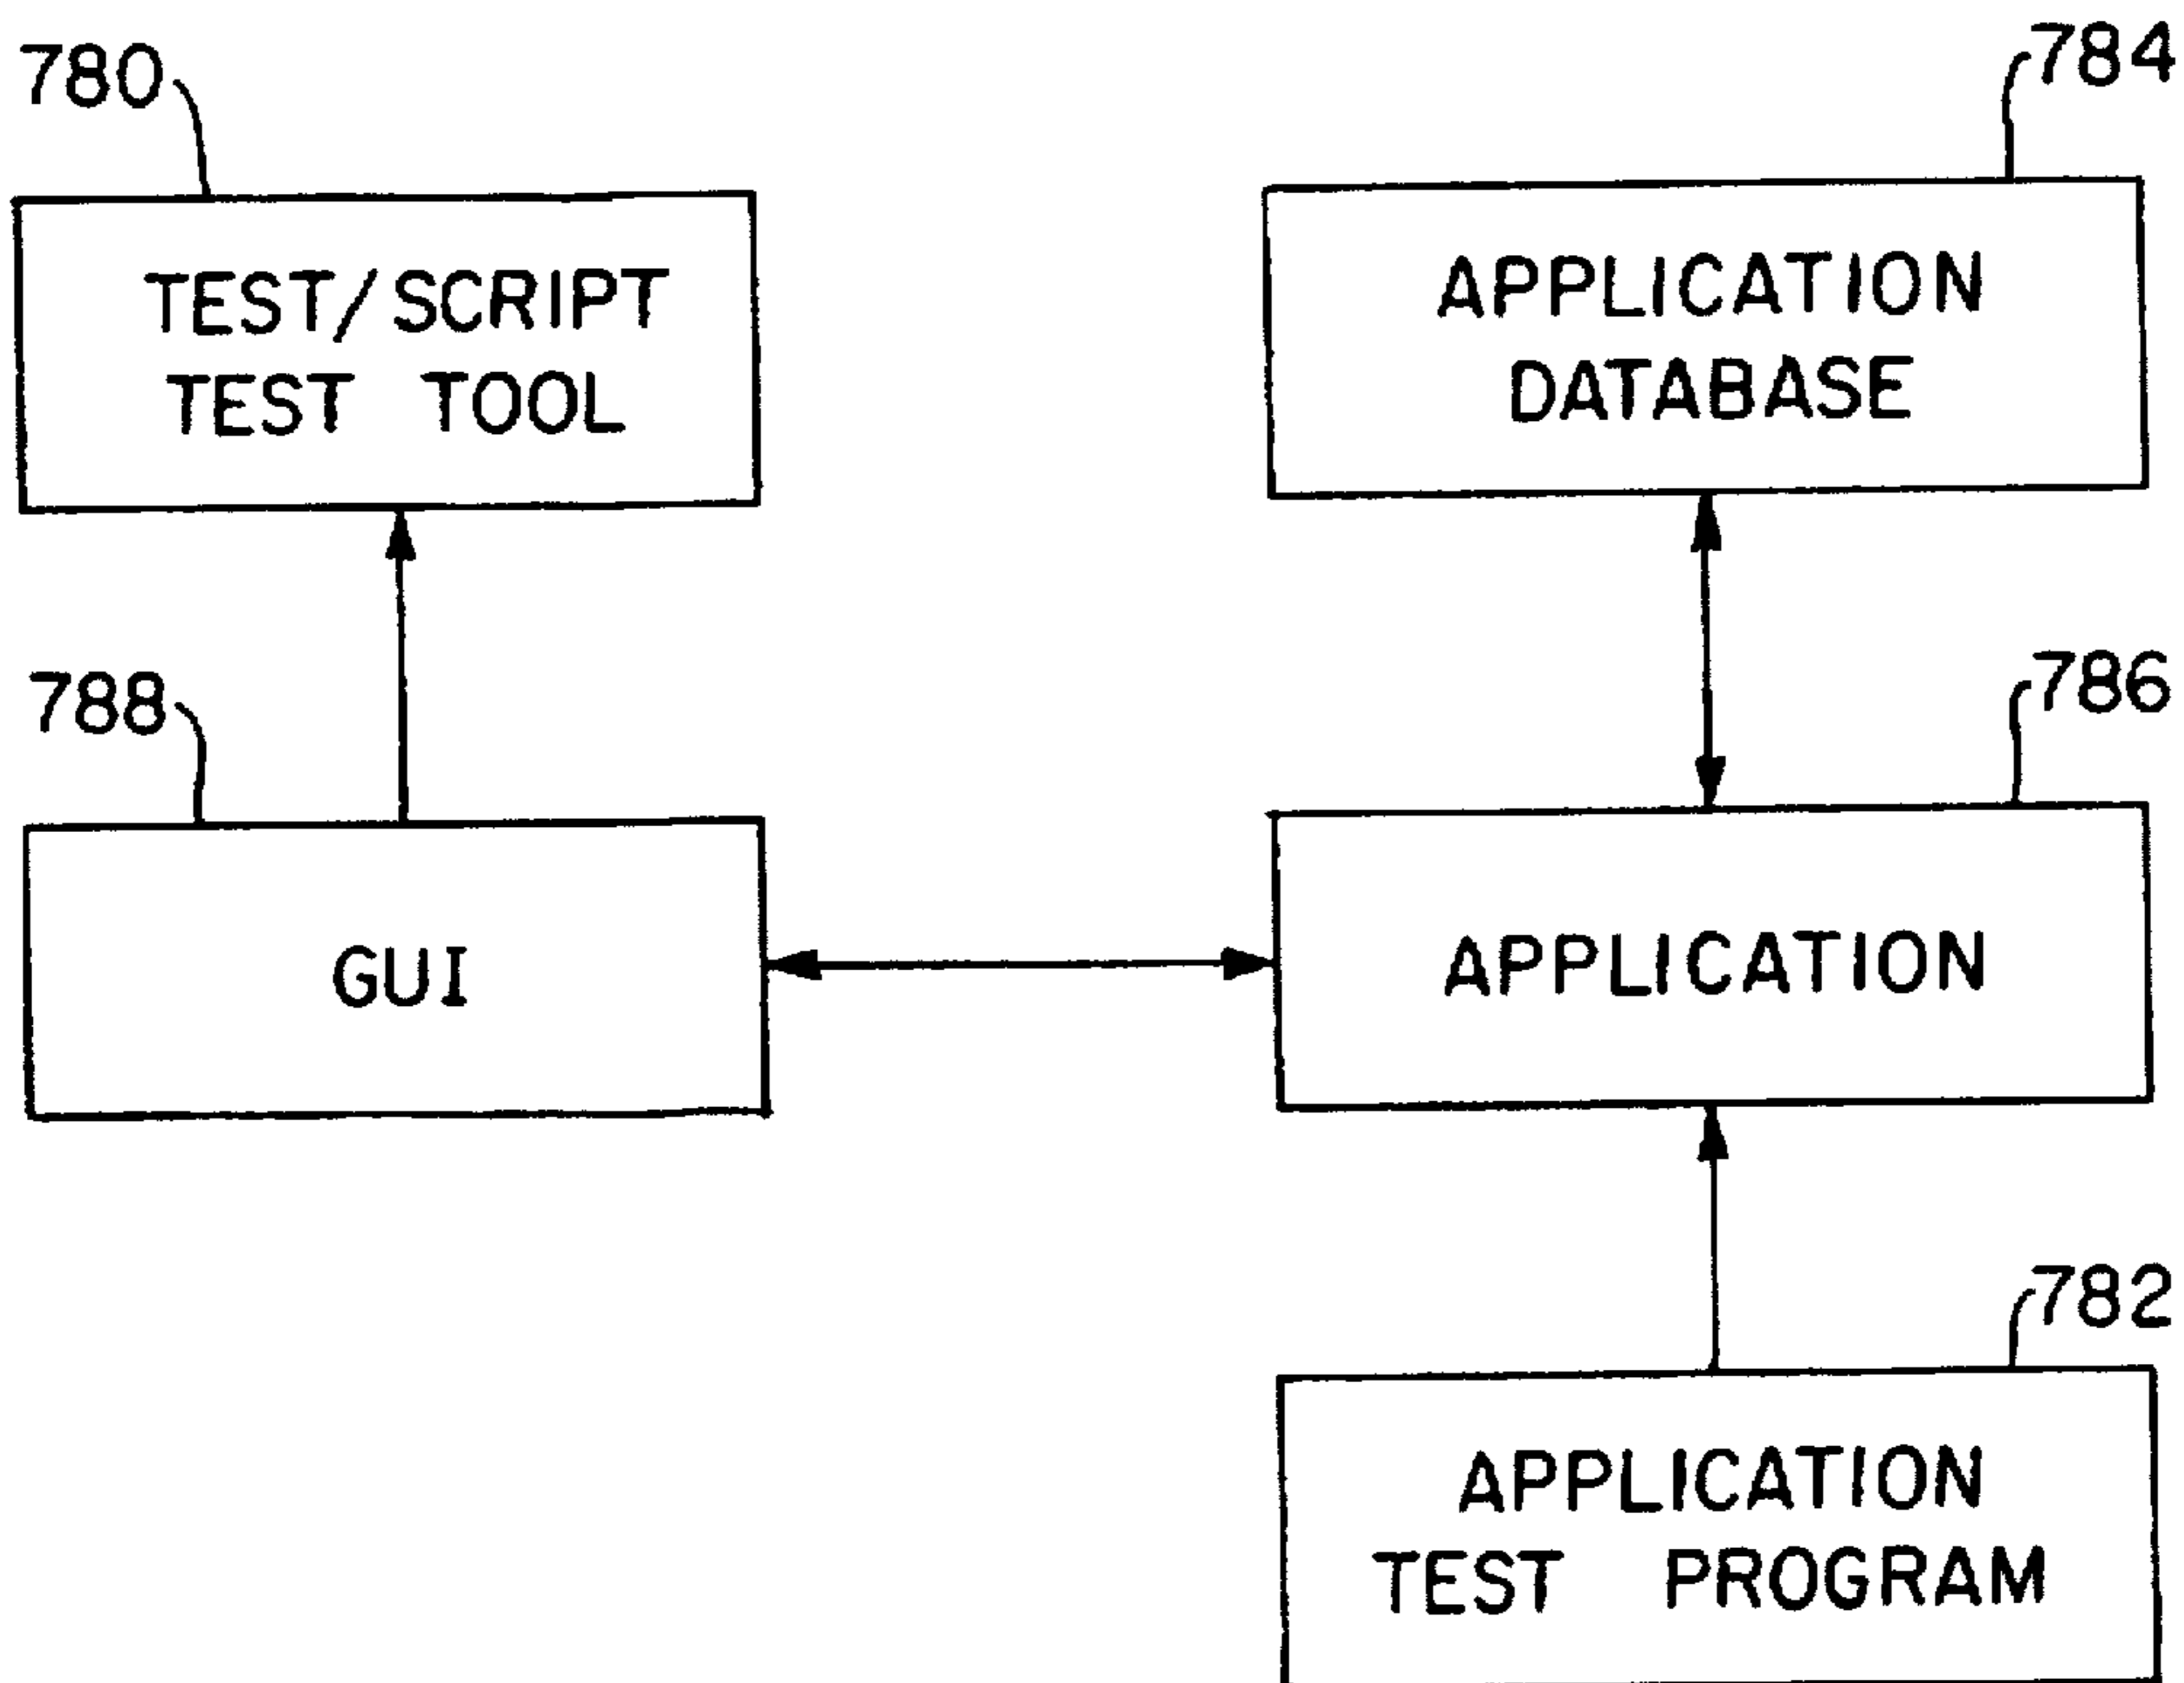 780
784
TEST/SCRIPT
TEST TOOL
APPLICATION
DATABASE
788
786
GUI
APPLICATION
782
APPLICATION
TEST PROGRAM